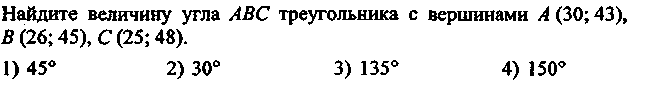 Найдите величину угла ABC треугольника с вершинами A (30; 43),
B (26; 45), C (25; 48).
1) 45° 2) 30° 3) 135° 4) 150°